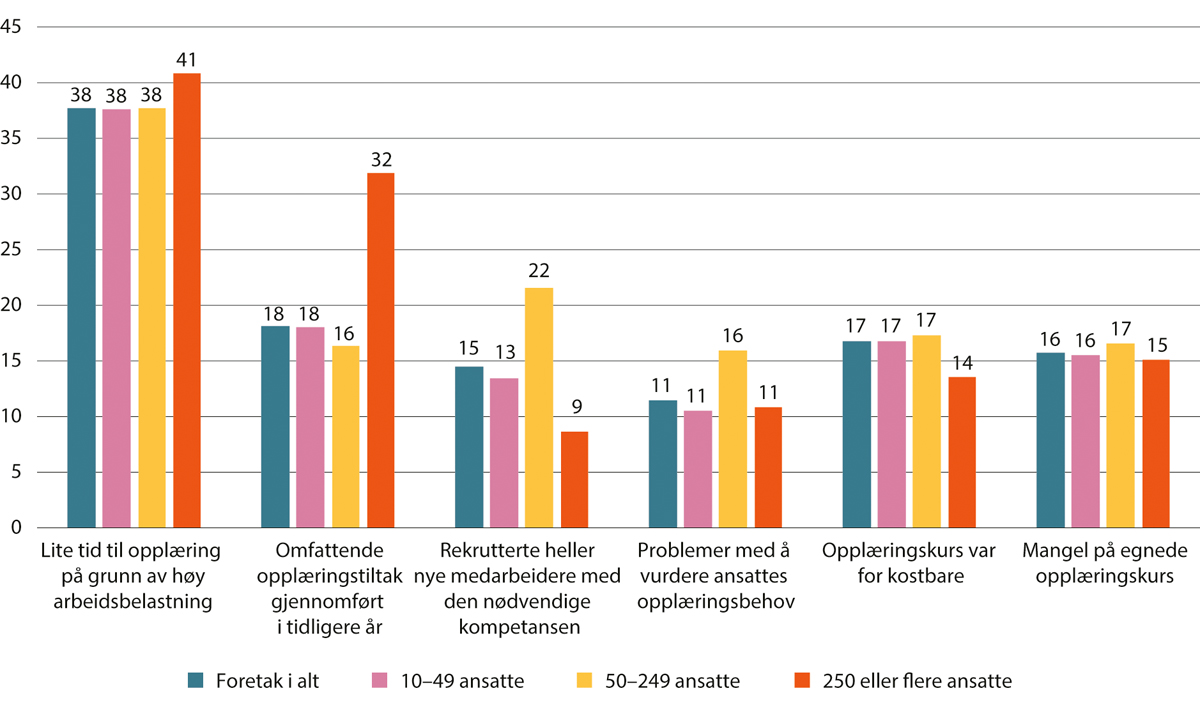 45
40
35
30
25
20
15
10
5
0
38 38 38 41
18 18 16 32
15 13 22 9
11 11 16 11
17 17 17 14
16 16 17 15
Lite tid til opplæring
på grunn av høy
arbeidsbelastning
Omfattende
opplæringstiltak
gjennomført
i tidligere år
Rekrutterte heller
nye medarbeidere med
den nødvendige
kompetansen
Problemer med å
vurdere ansattes
opplæringsbehov
Opplæringskurs var
for kostbare
Mangel på egnede
opplæringskurs
Foretak i alt
10–49 ansatte
50–249 ansatte
250 eller flere ansatte